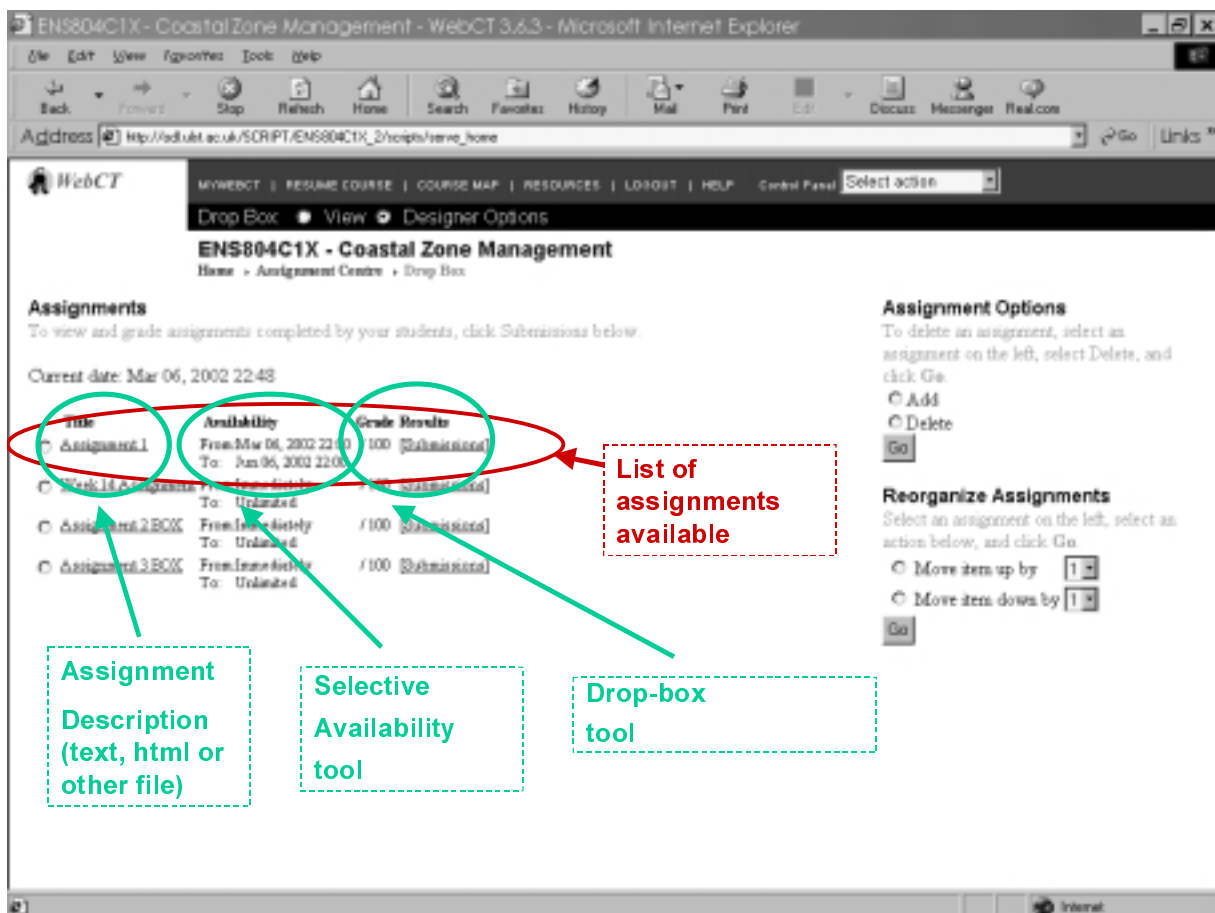 ENS804C1X - Coastal Zone Management - WebCT 3.6.3 - Microsoft Internet Explorer
File Edit View Favorites Tools Help
Back Forward Stop Refresh Home Search Favorites History Mail Print Edit Discuss Messenger Real.com
Address Go Links
WebCT
MYWEBCT | RESUME COURSE | COURSE MAP | RESOURCES | LOGOUT | HELP Control Panel Select action
Drop Box View Designer Options
ENS804C1X - Coastal Zone Management
Home › Assignment Centre › Drop Box
Assignments
To view and grade assignments completed by your students, click Submissions below.
Current date: Mar 06, 2002 22:48
Title Availability Grade Results
Assignment 1 From: Mar 06, 2002 22:00 / 100 [Submissions]
To: Jun 06, 2002 22:00
Week 14 Assignment From: Immediately / 100 [Submissions]
To: Unlimited
Assignment 2 BOX From: Immediately / 100 [Submissions]
To: Unlimited
Assignment 3 BOX From: Immediately / 100 [Submissions]
To: Unlimited
Assignment Options
To delete an assignment, select an
assignment on the left, select Delete, and
click Go.
Add
Delete
Go
Reorganize Assignments
Select an assignment on the left, select an
action below, and click Go.
Move item up by 1
Move item down by 1
Go
List of
assignments
available
Assignment
Description
(text, html or
other file)
Selective
Availability
tool
Drop-box
tool
Internet